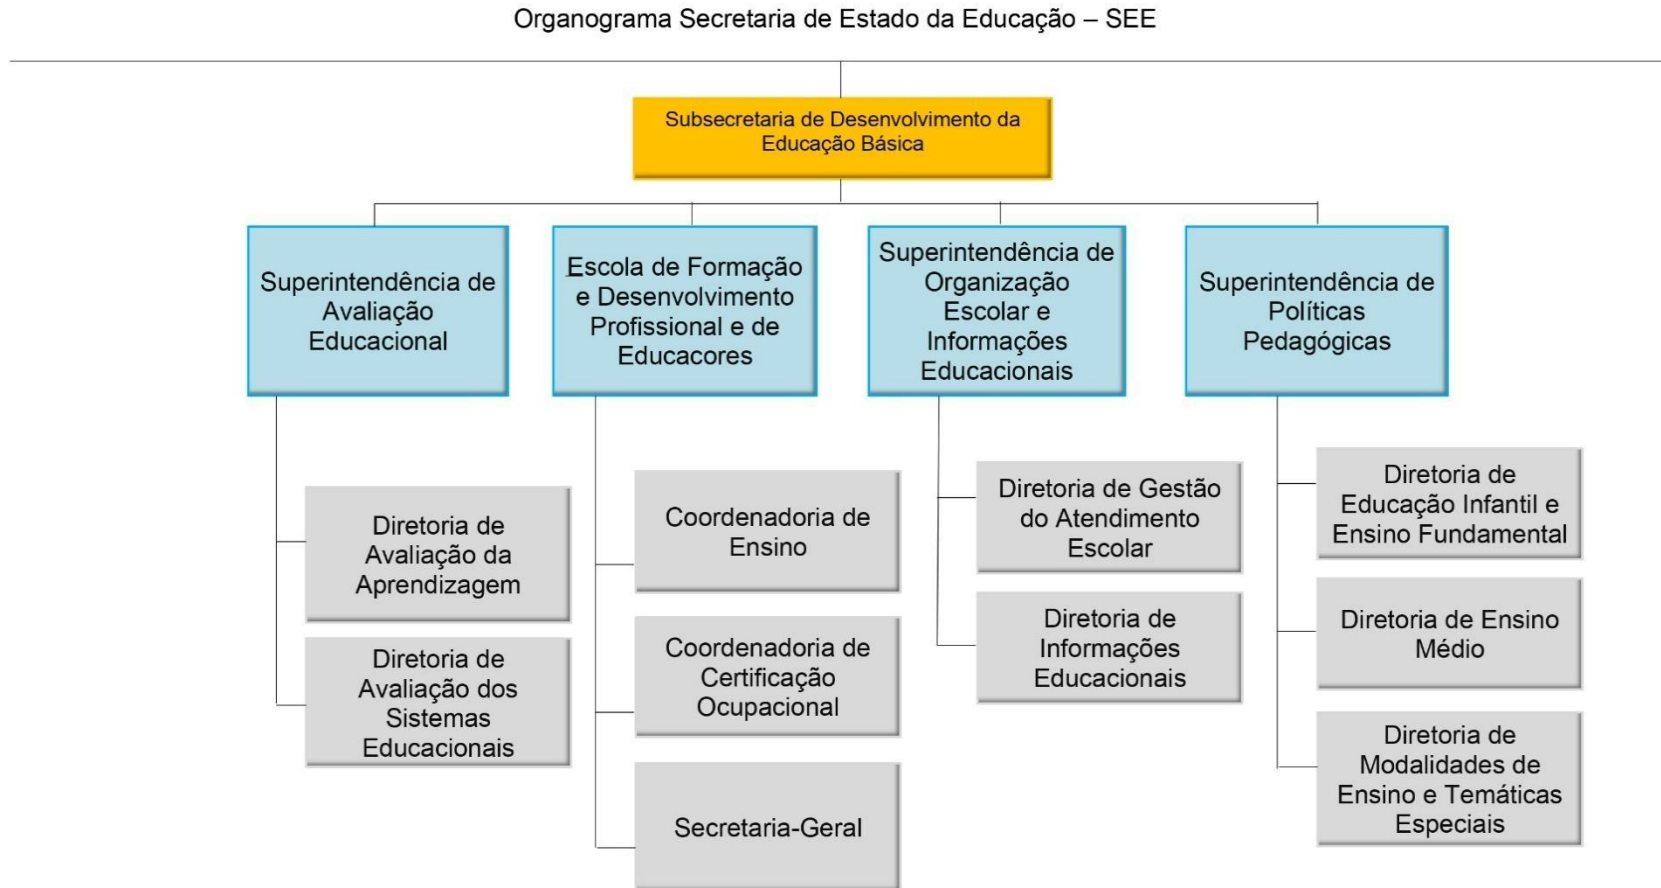 Organograma Secretaria de Estado da Educação – SEE
Subsecretaria de Desenvolvimento da
Educação Básica
Superintendência de
Avaliação
Educacional
Escola de Formação
e Desenvolvimento
Profissional e de
Educacores
Superintendência de
Organização
Escolar e
Informações
Educacionais
Superintendência de
Políticas
Pedagógicas
Diretoria de
Avaliação da
Aprendizagem
Diretoria de
Avaliação dos
Sistemas
Educacionais
Coordenadoria de
Ensino
Coordenadoria de
Certificação
Ocupacional
Secretaria-Geral
Diretoria de Gestão
do Atendimento
Escolar
Diretoria de
Informações
Educacionais
Diretoria de
Educação Infantil e
Ensino Fundamental
Diretoria de Ensino
Médio
Diretoria de
Modalidades de
Ensino e Temáticas
Especiais